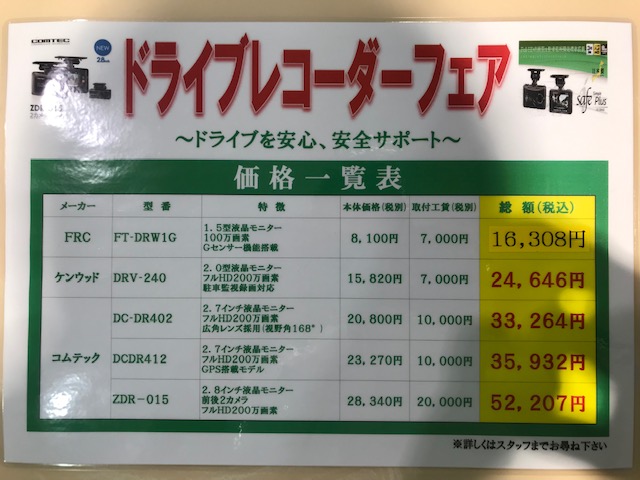 COMTEC
NEW
2.8
ドライブレコーダーフェア
safe Plus
～ドライブを安心、安全サポート～
価格一覧表
メーカー 型番 特徴 本体価格(税別) 取付工賃(税別) 総額(税込)
FRC FT-DRW1G 1.5型液晶モニター 8,100円 7,000円 16,308円
100万画素
Gセンサー機能搭載
ケンウッド DRV-240 2.0型液晶モニター 15,820円 7,000円 24,646円
フルHD200万画素
駐車監視録画対応
コムテック DC-DR402 2.7インチ液晶モニター 20,800円 10,000円 33,264円
フルHD200万画素
広角レンズ採用(視野角168°)
DCDR412 2.7インチ液晶モニター 23,270円 10,000円 35,932円
フルHD200万画素
GPS搭載モデル
ZDR-015 2.8インチ液晶モニター 28,340円 20,000円 52,207円
前後2カメラ
フルHD200万画素
※詳しくはスタッフまでお尋ね下さい